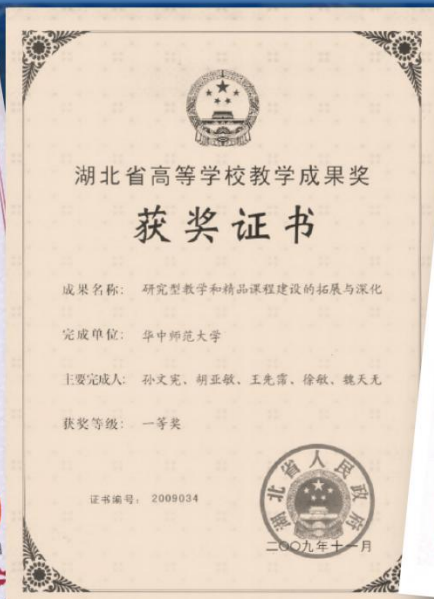 湖北省高等学校教学成果奖
获奖证书
成果名称： 研究型教学和精品课程建设的拓展与深化
完成单位： 华中师范大学
主要完成人： 孙文宪、胡亚敏、王先霈、徐敏、魏天无
获奖等级： 一等奖
湖北省人民政府
证书编号： 2009034
二〇〇九年十一月